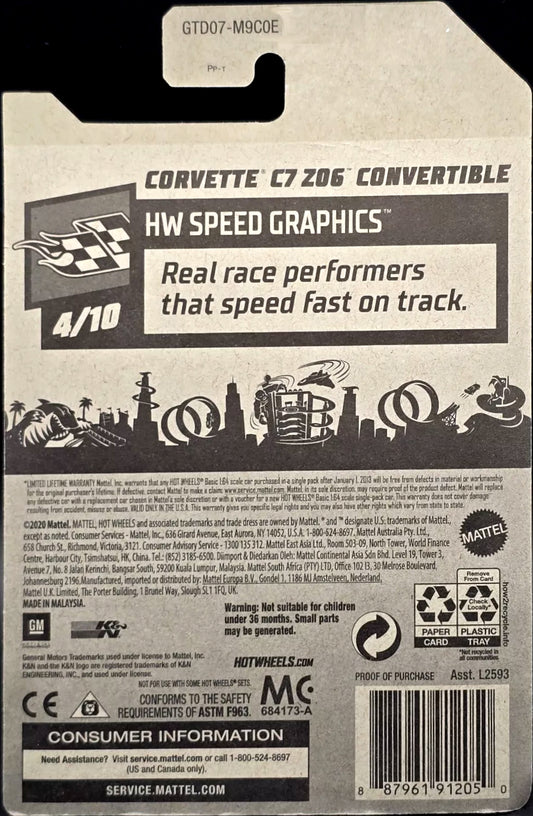 GTD07-M9C0E
PP-T
CORVETTE® C7 Z06™ CONVERTIBLE
HW SPEED GRAPHICS™
Real race performers
that speed fast on track.
4/10
*LIMITED LIFETIME WARRANTY Mattel, Inc. warrants that any HOT WHEELS® Basic 1:64 scale car purchased in a single pack after January 1, 2013 will be free from defects in material or workmanship
for the original purchaser's lifetime. If defective, contact Mattel to make a claim: www.service.mattel.com. Mattel, in its sole discretion, may require proof of the product defect. Mattel will replace
any defective car with a replacement car chosen in Mattel's sole discretion or with a voucher for a new HOT WHEELS® Basic 1:64 scale single-pack car. This warranty does not cover damage
resulting from accident, misuse or abuse. VALID ONLY IN THE U.S.A. This warranty gives you specific legal rights and you may also have other rights which vary from state to state.
©2020 Mattel. MATTEL, HOT WHEELS and associated trademarks and trade dress are owned by Mattel. ® and ™ designate U.S. trademarks of Mattel,
except as noted. Consumer Services - Mattel, Inc., 636 Girard Avenue, East Aurora, NY 14052, U.S.A. 1-800-524-8697. Mattel Australia Pty. Ltd.,
658 Church St., Richmond, Victoria, 3121. Consumer Advisory Service - 1300 135 312. Mattel East Asia Ltd., Room 503-09, North Tower, World Finance
Centre, Harbour City, Tsimshatsui, HK, China. Tel.: (852) 3185-6500. Diimport & Diedarkan Oleh: Mattel Continental Asia Sdn Bhd. Level 19, Tower 3,
Avenue 7, No. 8 Jalan Kerinchi, Bangsar South, 59200 Kuala Lumpur, Malaysia. Mattel South Africa (PTY) LTD, Office 102 I3, 30 Melrose Boulevard,
Johannesburg 2196. Manufactured, imported or distributed by: Mattel Europa B.V., Gondel 1, 1186 MJ Amstelveen, Nederland.
Mattel U.K. Limited, The Porter Building, 1 Brunel Way, Slough SL1 1FQ, UK.
MADE IN MALAYSIA.
MATTEL
GM
K&N
General Motors Trademarks used under license to Mattel, Inc.
K&N and the K&N logo are registered trademarks of K&N
ENGINEERING, INC., and used under license.
Warning: Not suitable for children
under 36 months. Small parts
may be generated.
HOTWHEELS.COM
Remove
From Card
Check
Locally*
PAPER
CARD
PLASTIC
TRAY
*Not recycled in
all communities
how2recycle.info
NOT FOR USE WITH SOME HOT WHEELS® SETS.
CE
CONFORMS TO THE SAFETY
REQUIREMENTS OF ASTM F963.
MC
684173-A
PROOF OF PURCHASE
Asst. L2593
CONSUMER INFORMATION
Need Assistance? Visit service.mattel.com or call 1-800-524-8697
(US and Canada only).
SERVICE.MATTEL.COM
8 87961 91205 0